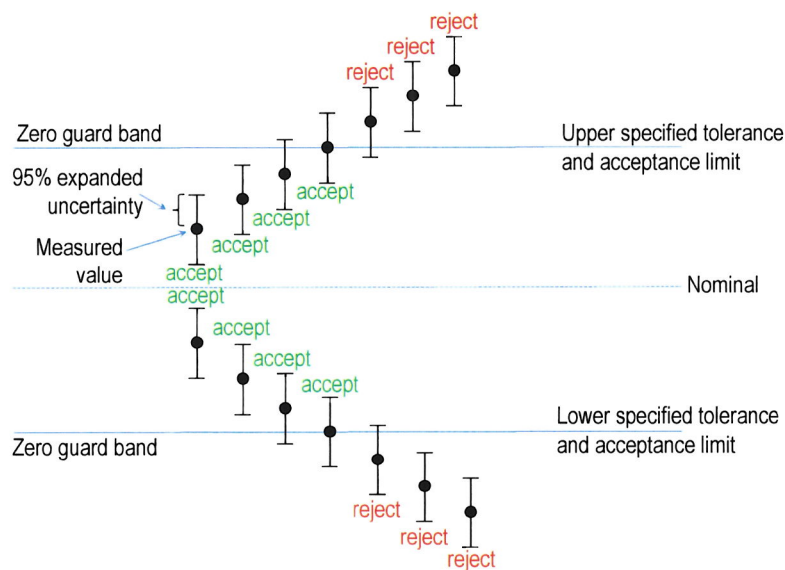 reject
reject
reject
Zero guard band
Upper specified tolerance
and acceptance limit
95% expanded
uncertainty
accept
accept
Measured
value
accept
accept
Nominal
accept
accept
accept
accept
Lower specified tolerance
and acceptance limit
Zero guard band
reject
reject
reject